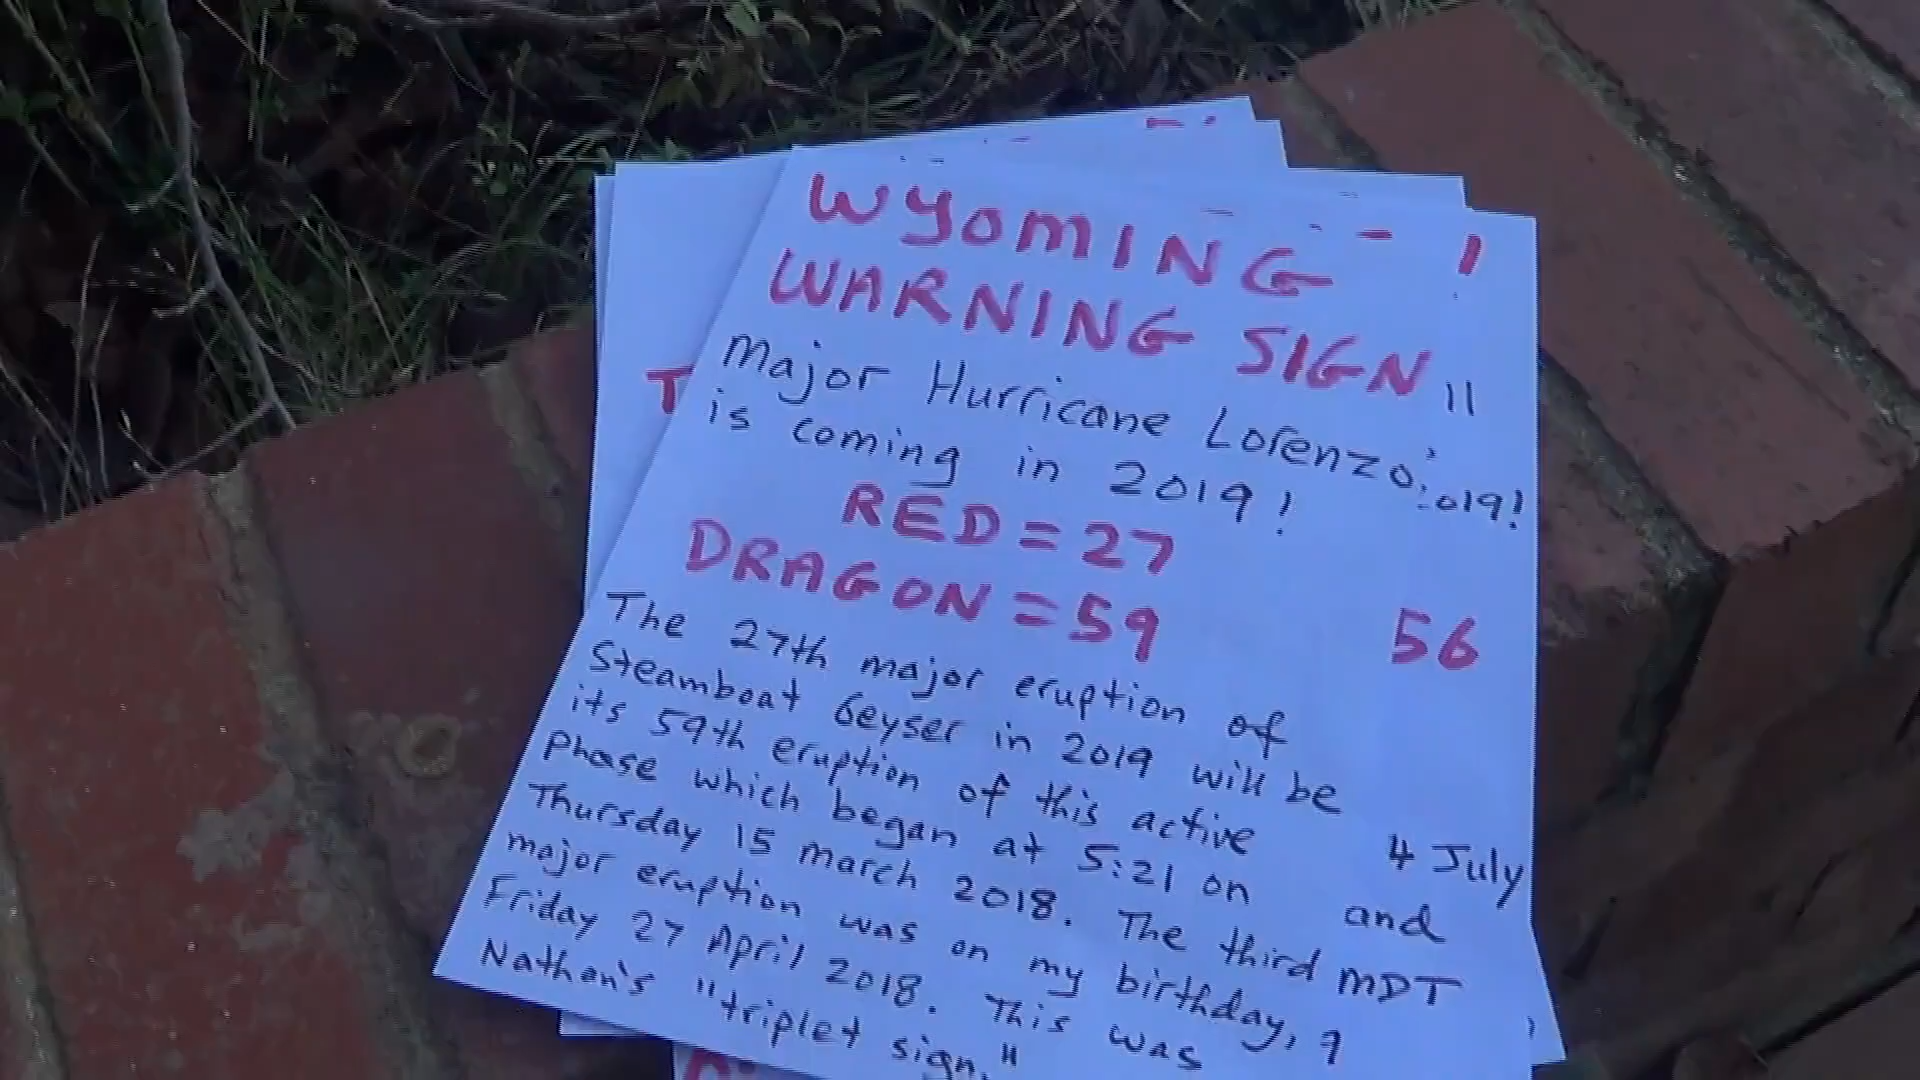 WYOMING
WARNING SIGN
Major Hurricane Lorenzo
is coming in 2019!
RED = 27
DRAGON = 59
The 27th major eruption of
Steamboat Geyser in 2019 will be
its 59th eruption of this active
phase which began at 5:21 on
Thursday 15 March 2018. The third
major eruption was on my birthday,
Friday 27 April 2018. This was
Nathan's "triplet sign."
T
019!
56
4 July
and
MDT